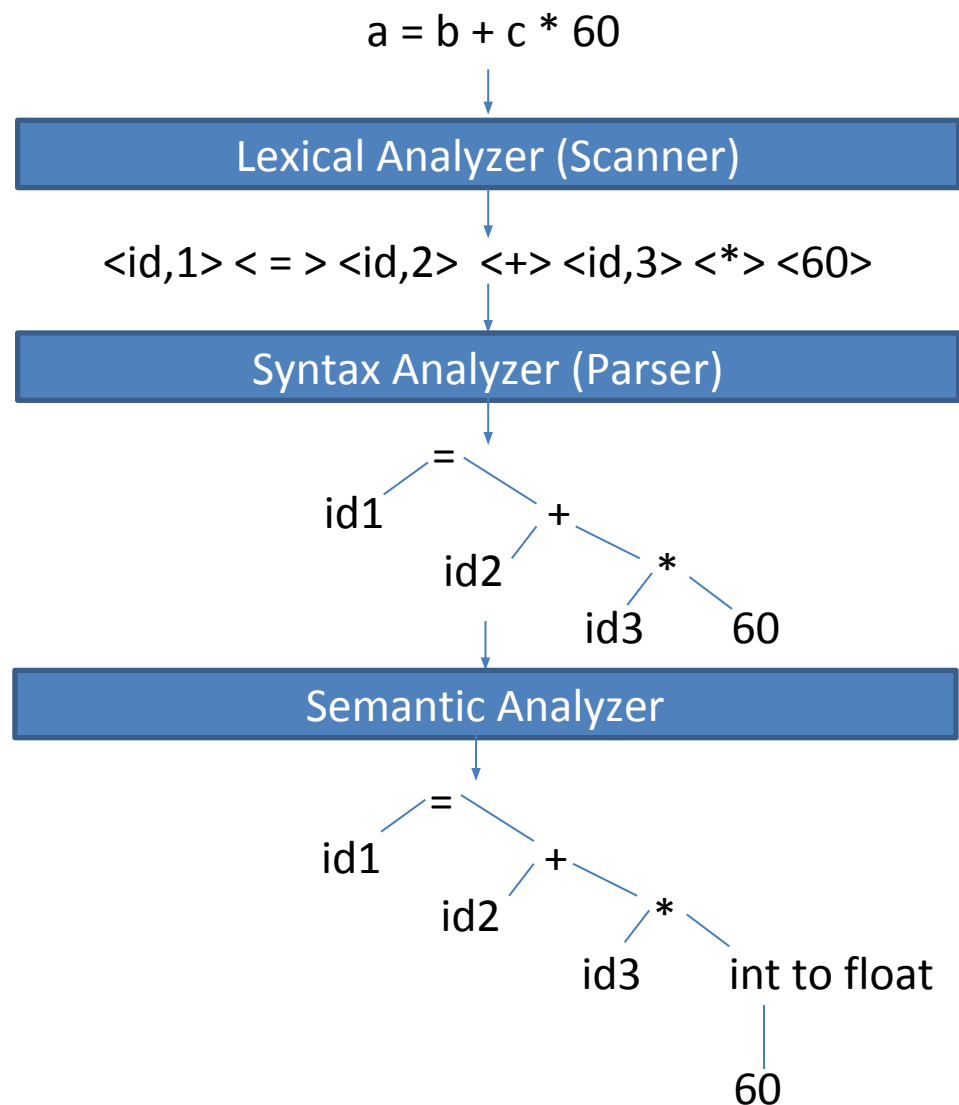 a = b + c * 60
Lexical Analyzer (Scanner)
<id,1> < = > <id,2> <+> <id,3> <*> <60>
Syntax Analyzer (Parser)
=
id1
+
id2
*
id3 60
Semantic Analyzer
=
id1
+
id2
*
id3 int to float
60